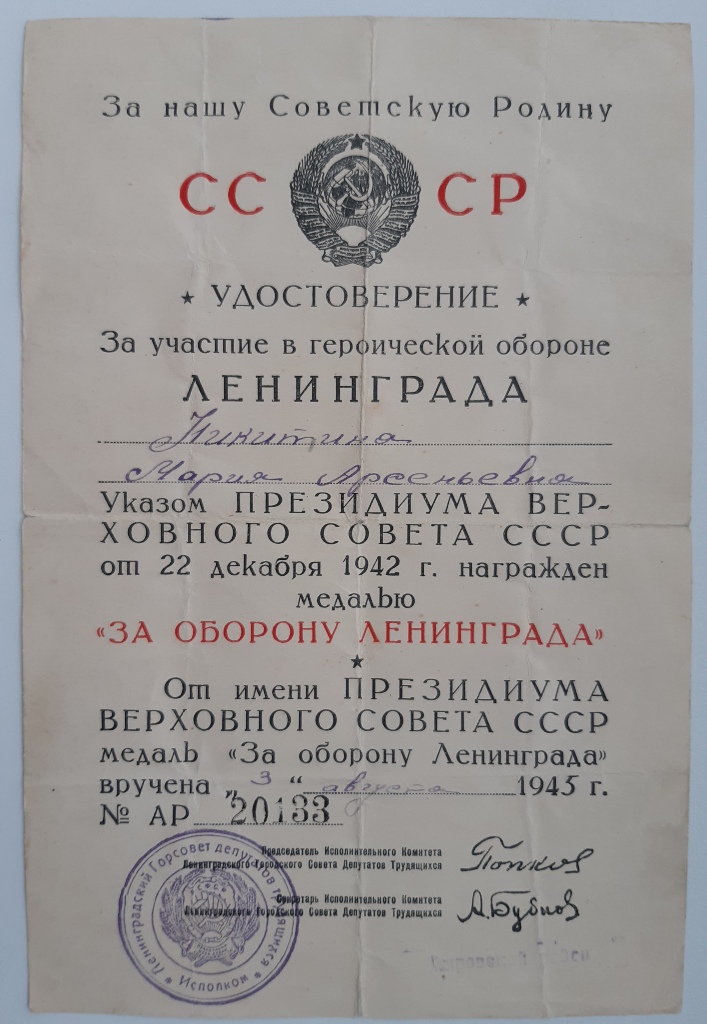 За нашу Советскую Родину
СС СР
УДОСТОВЕРЕНИЕ
За участие в героической обороне
ЛЕНИНГРАДА
Никитина
Мария Арсеньевна
Указом ПРЕЗИДИУМА ВЕР-
ХОВНОГО СОВЕТА СССР
от 22 декабря 1942 г. награжден
медалью
«ЗА ОБОРОНУ ЛЕНИНГРАДА»
От имени ПРЕЗИДИУМА
ВЕРХОВНОГО СОВЕТА СССР
медаль «За оборону Ленинграда»
вручена „3“ августа 1945 г.
№ АР 20133
Председатель Исполнительного Комитета
Ленинградского Городского Совета Депутатов Трудящихся
Попков
Секретарь Исполнительного Комитета
Ленинградского Городского Совета Депутатов Трудящихся
А. Бубнов
Ленинградский Горсовет депутатов трудящихся
Исполком